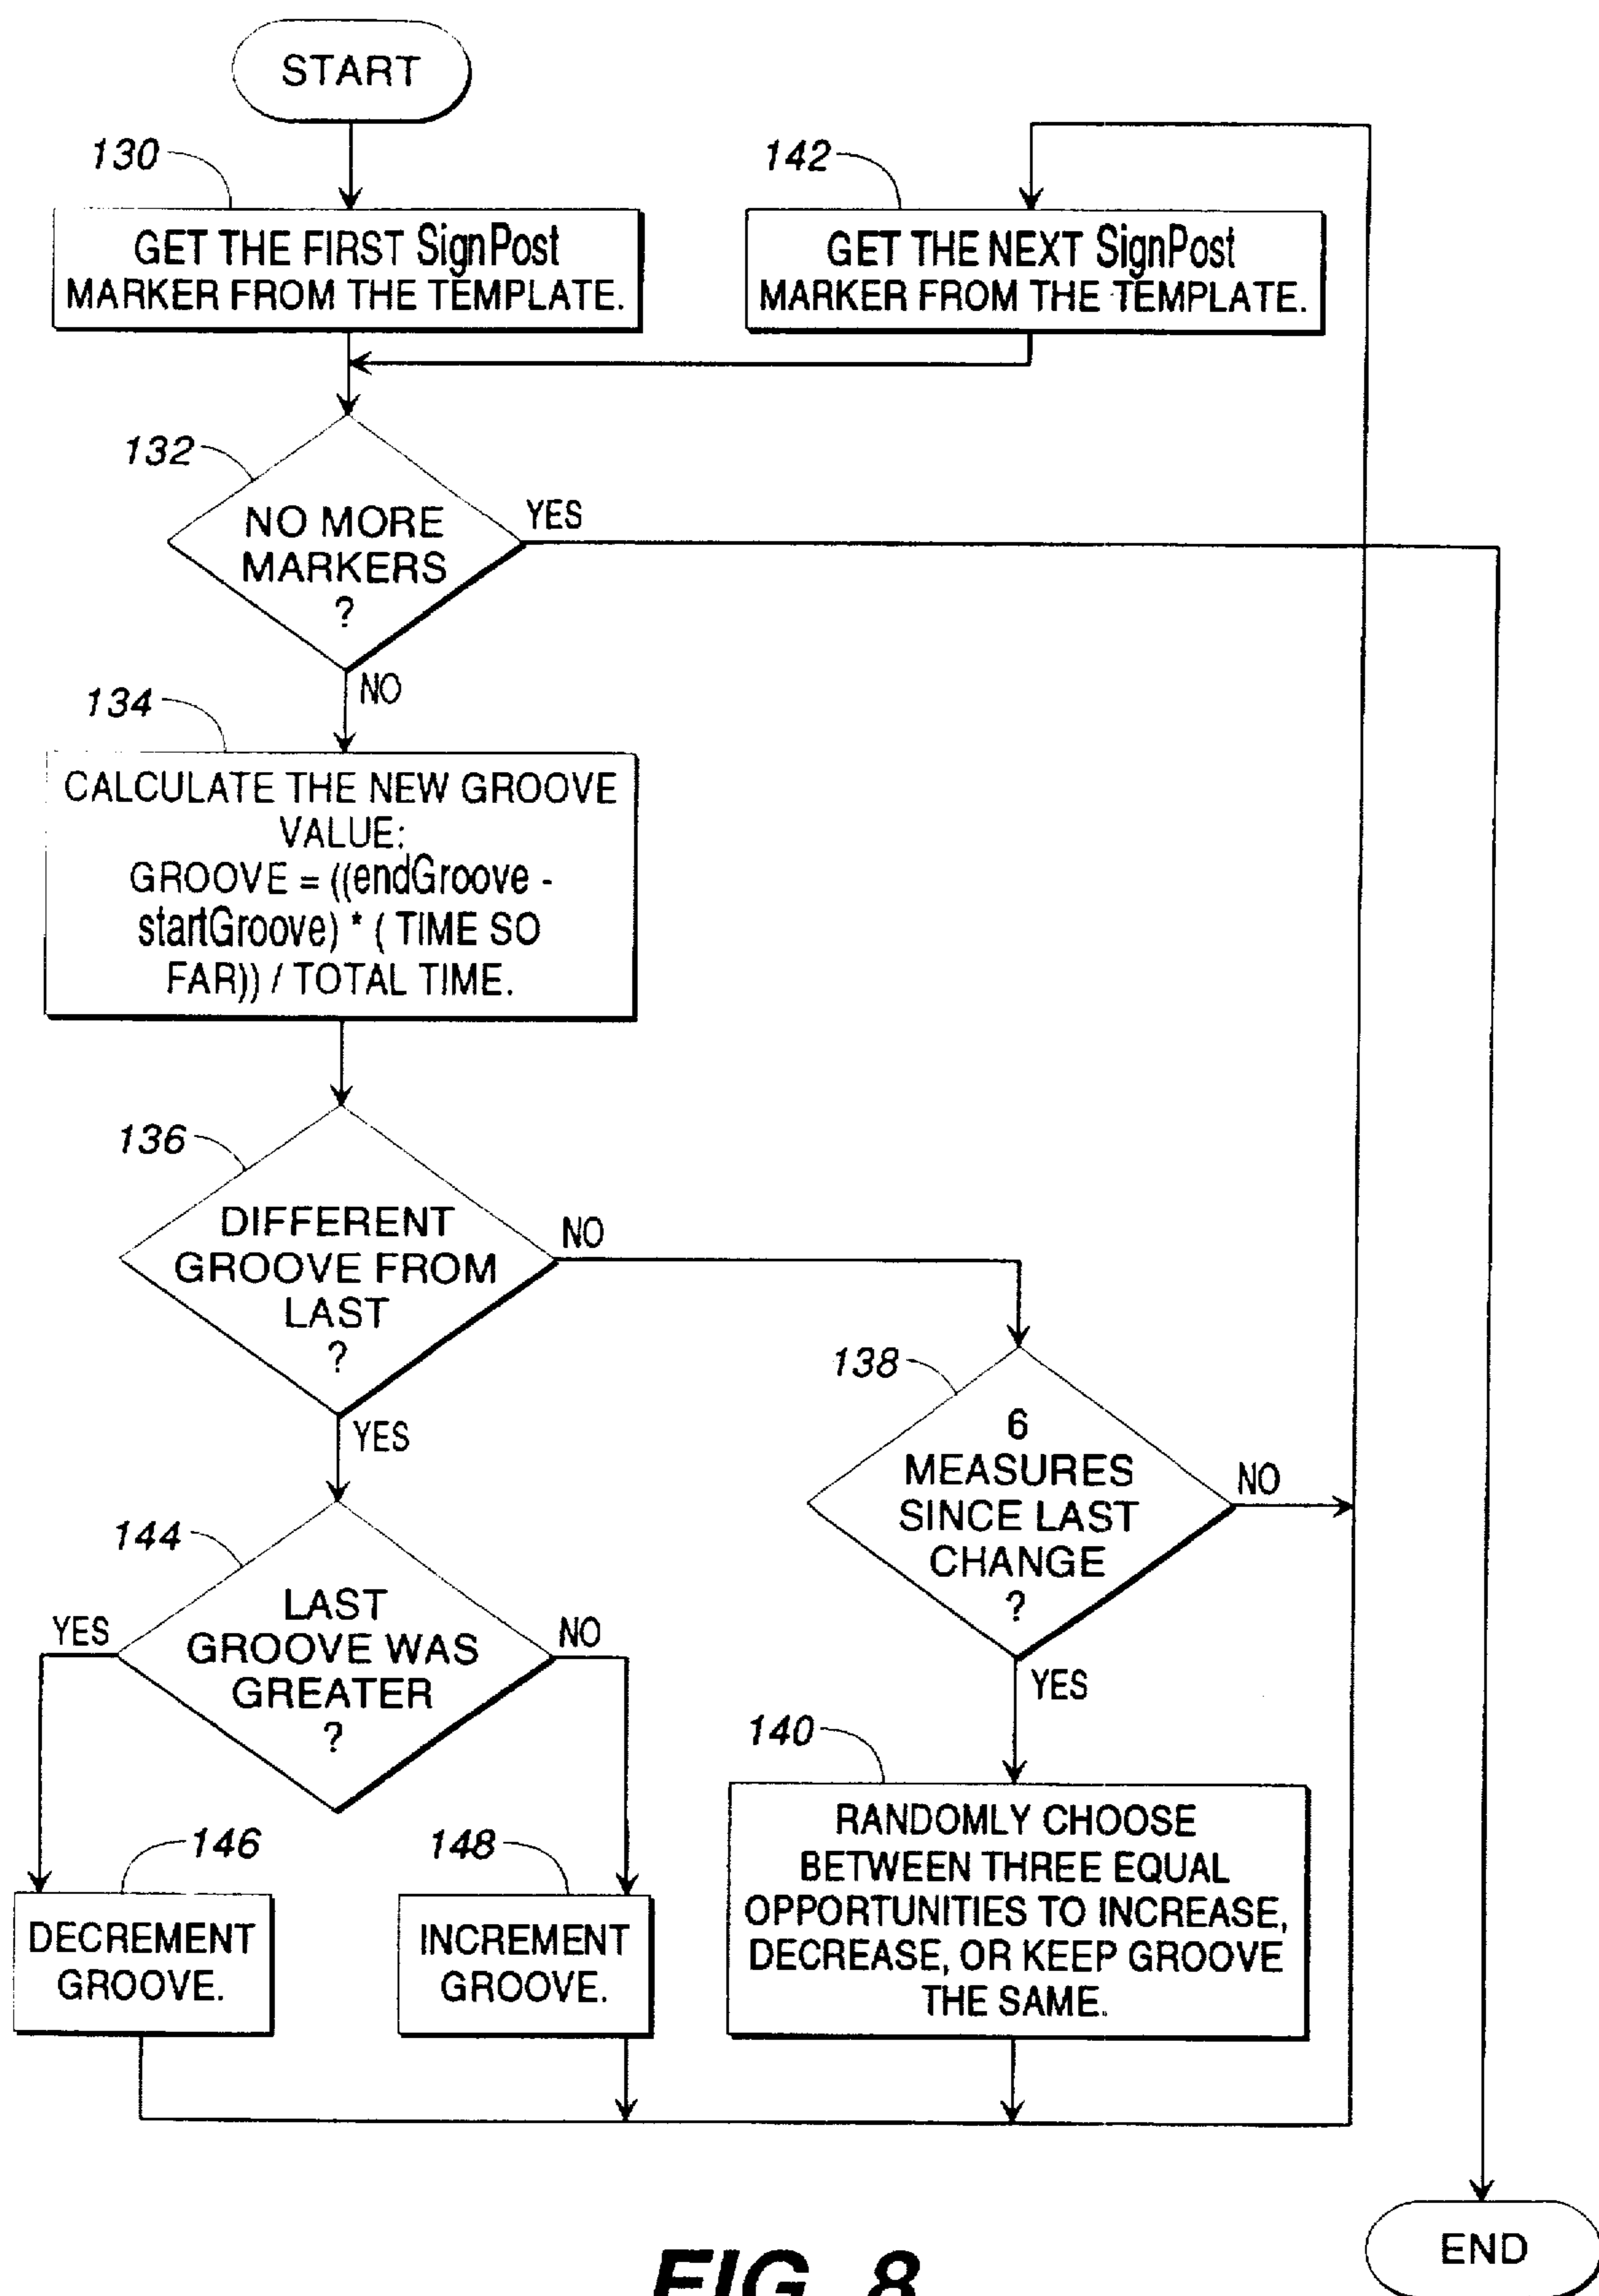 START
130
GET THE FIRST SignPost
MARKER FROM THE TEMPLATE.
142
GET THE NEXT SignPost
MARKER FROM THE TEMPLATE.
132
NO MORE
MARKERS
?
YES
NO
134
CALCULATE THE NEW GROOVE
VALUE:
GROOVE = ((endGroove -
startGroove) * ( TIME SO
FAR)) / TOTAL TIME.
136
DIFFERENT
GROOVE FROM
LAST
?
NO
YES
138
6
MEASURES
SINCE LAST
CHANGE
?
NO
YES
144
LAST
GROOVE WAS
GREATER
?
YES
NO
140
RANDOMLY CHOOSE
BETWEEN THREE EQUAL
OPPORTUNITIES TO INCREASE,
DECREASE, OR KEEP GROOVE
THE SAME.
146
DECREMENT
GROOVE.
148
INCREMENT
GROOVE.
END
FIG. 8